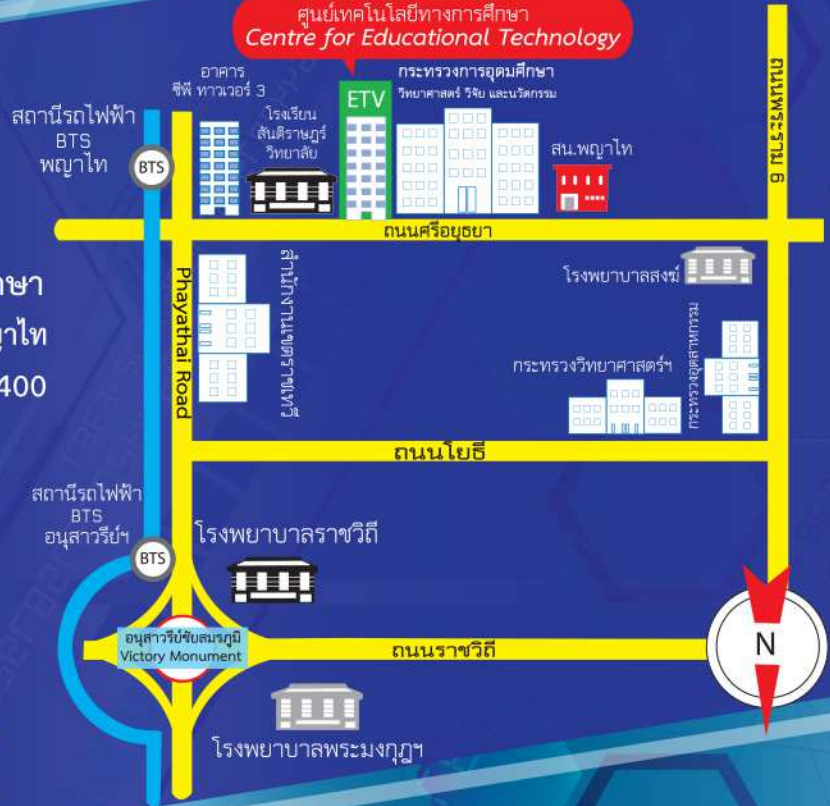 ศูนย์เทคโนโลยีทางการศึกษา
Centre for Educational Technology
อาคาร
ซีพี ทาวเวอร์ 3
ETV
กระทรวงการอุดมศึกษา
วิทยาศาสตร์ วิจัย และนวัตกรรม
โรงเรียน
สันติราษฎร์
วิทยาลัย
สน.พญาไท
สถานีรถไฟฟ้า
BTS
พญาไท
BTS
ถนนพระราม 6
ถนนศรีอยุธยา
โรงพยาบาลสงฆ์
Phayathai Road
สำนักงานเขตราชเทวี
400
กระทรวงวิทยาศาสตร์ฯ
กระทรวงอุตสาหกรรม
ถนนโยธี
สถานีรถไฟฟ้า
BTS
อนุสาวรีย์ฯ
BTS
โรงพยาบาลราชวิถี
อนุสาวรีย์ชัยสมรภูมิ
Victory Monument
ถนนราชวิถี
N
โรงพยาบาลพระมงกุฎฯ